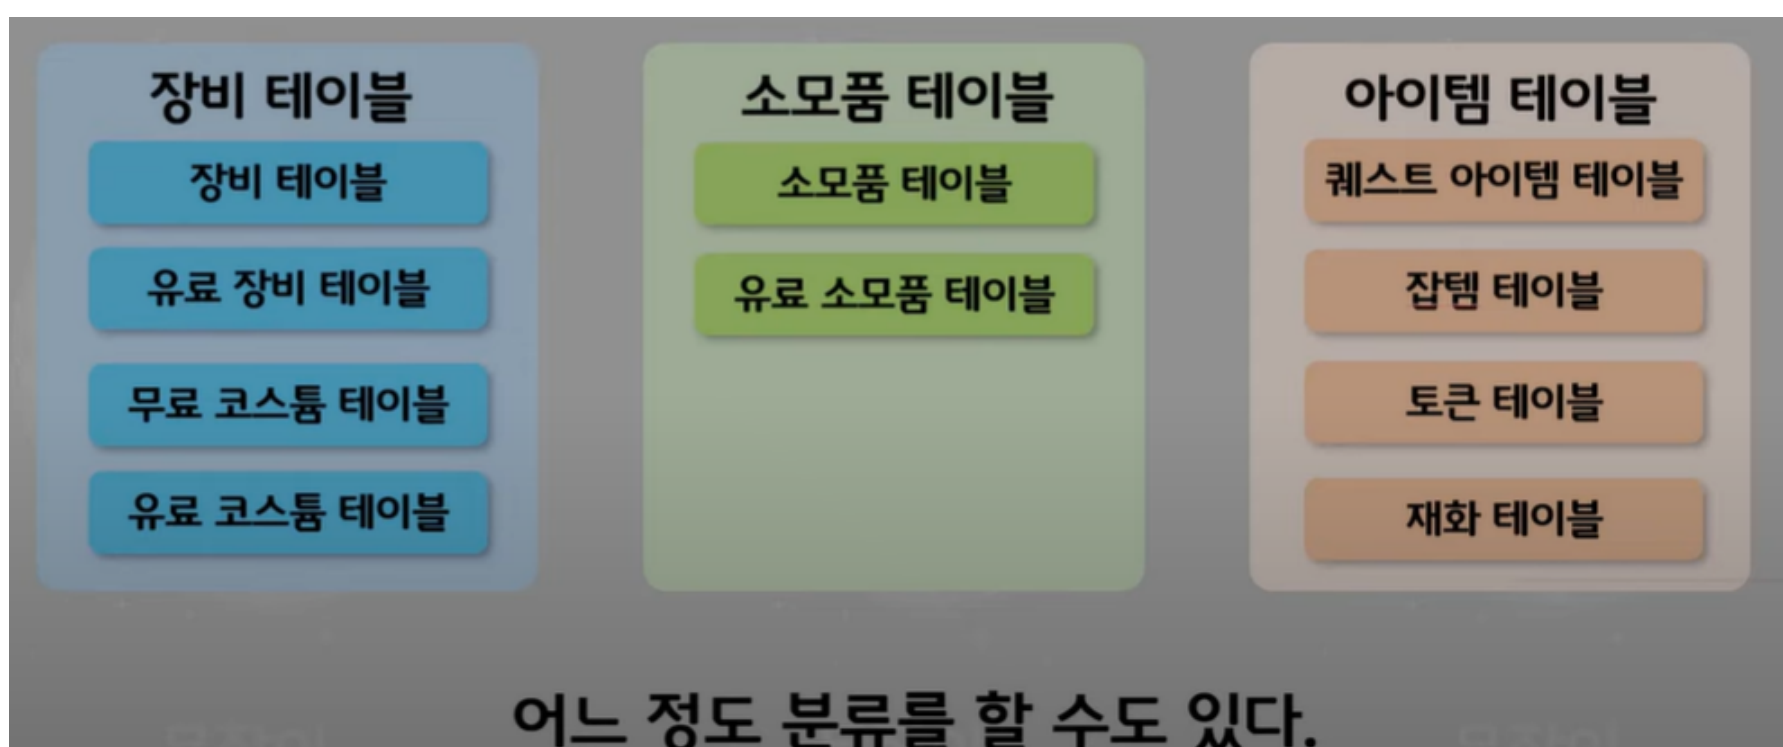 장비 테이블
장비 테이블
유료 장비 테이블
무료 코스튬 테이블
유료 코스튬 테이블
소모품 테이블
소모품 테이블
유료 소모품 테이블
아이템 테이블
퀘스트 아이템 테이블
잡템 테이블
토큰 테이블
재화 테이블
어느 정도 분류를 할 수도 있다.